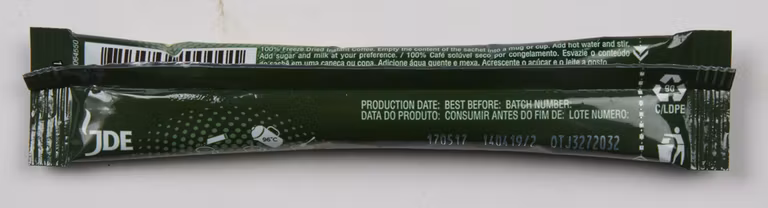 064550
100% Freeze Dried Instant Coffee. Empty the content of the sachet into a mug or cup. Add hot water and stir.
Add sugar and milk at your preference. / 100% Café solúvel seco por congelamento. Esvazie o conteúdo
em uma caneca ou copa. Adicione água quente e mexa. Acrescente o açúcar e o leite a gosto
PRODUCTION DATE: BEST BEFORE: BATCH NUMBER:
DATA DO PRODUTO: CONSUMIR ANTES DO FIM DE: LOTE NUMERO:
170517 OTJ3272032
JDE
96°C
C/LDPE